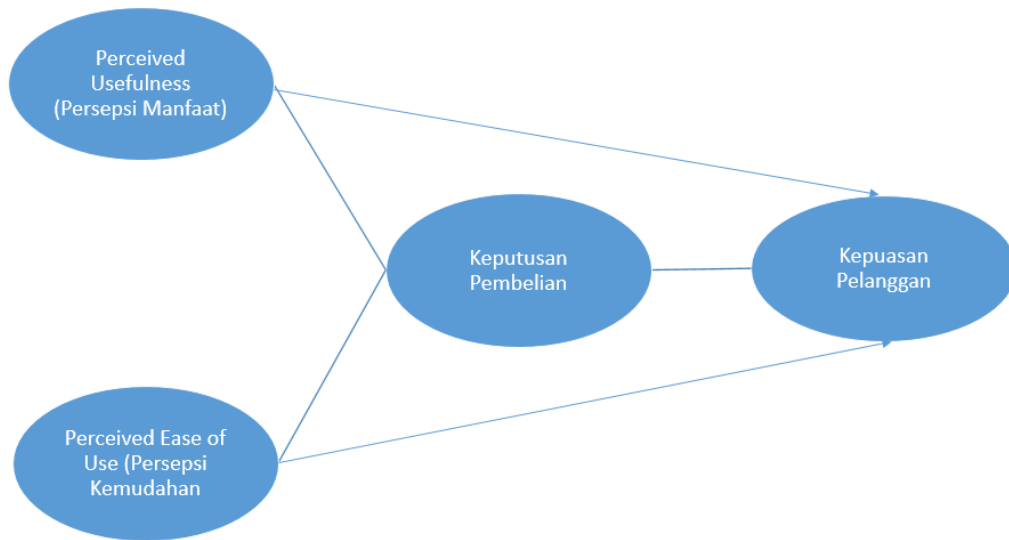 Perceived
Usefulness
(Persepsi Manfaat)
Keputusan
Pembelian
Kepuasan
Pelanggan
Perceived Ease of
Use (Persepsi
Kemudahan